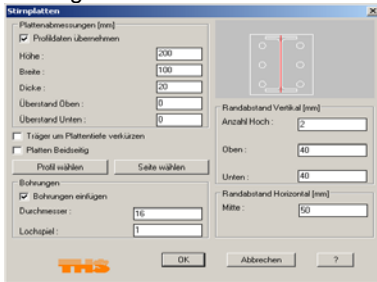 Stirnplatten
Plattenabmessungen [mm]
Profildaten übernehmen
Höhe : 200
Breite : 100
Dicke : 20
Überstand Oben : 0
Überstand Unten : 0
Träger um Plattentiefe verkürzen
Platten Beidseitig
Profil wählen Seite wählen
Bohrungen
Bohrungen einfügen
Durchmesser : 16
Lochspiel : 1
Randabstand Vertikal [mm]
Anzahl Hoch : 2
Oben : 40
Unten : 40
Randabstand Horizontal [mm]
Mitte : 50
THS
OK Abbrechen ?